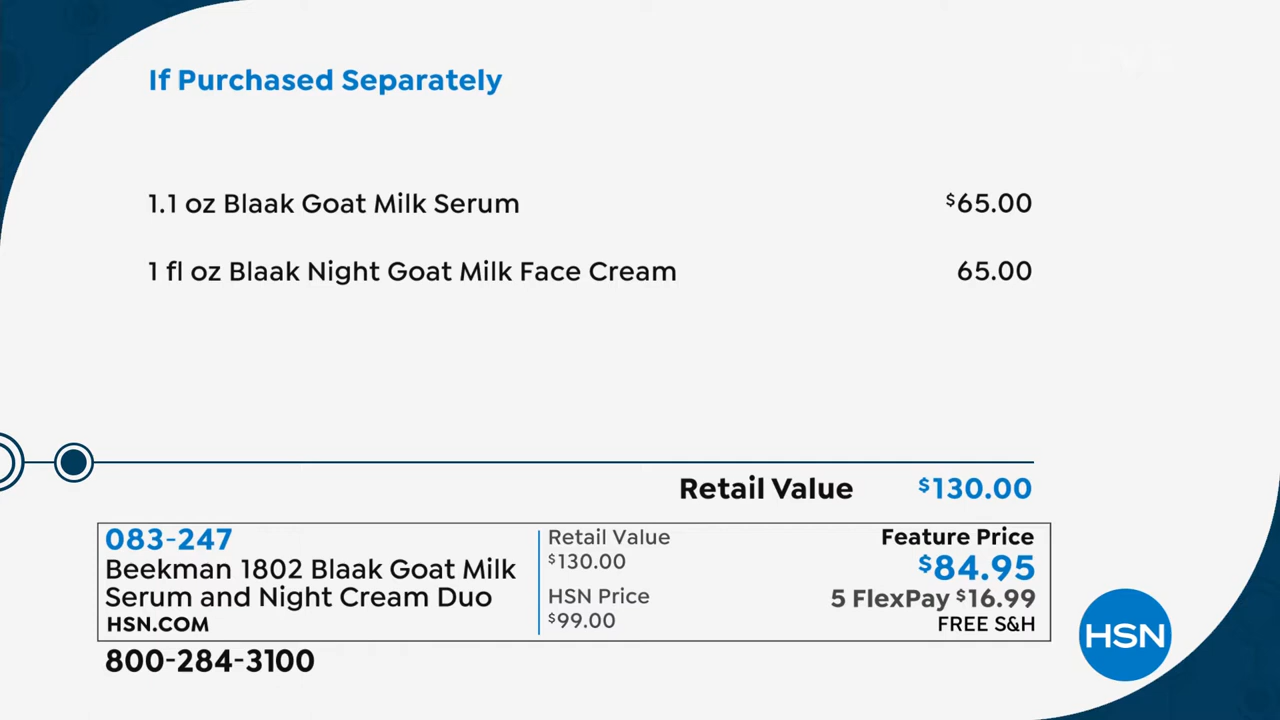 If Purchased Separately
1.1 oz Blaak Goat Milk Serum $65.00
1 fl oz Blaak Night Goat Milk Face Cream 65.00
Retail Value $130.00
083-247
Beekman 1802 Blaak Goat Milk
Serum and Night Cream Duo
HSN.COM
Retail Value
$130.00
HSN Price
$99.00
Feature Price
$84.95
5 FlexPay $16.99
FREE S&H
800-284-3100
HSN